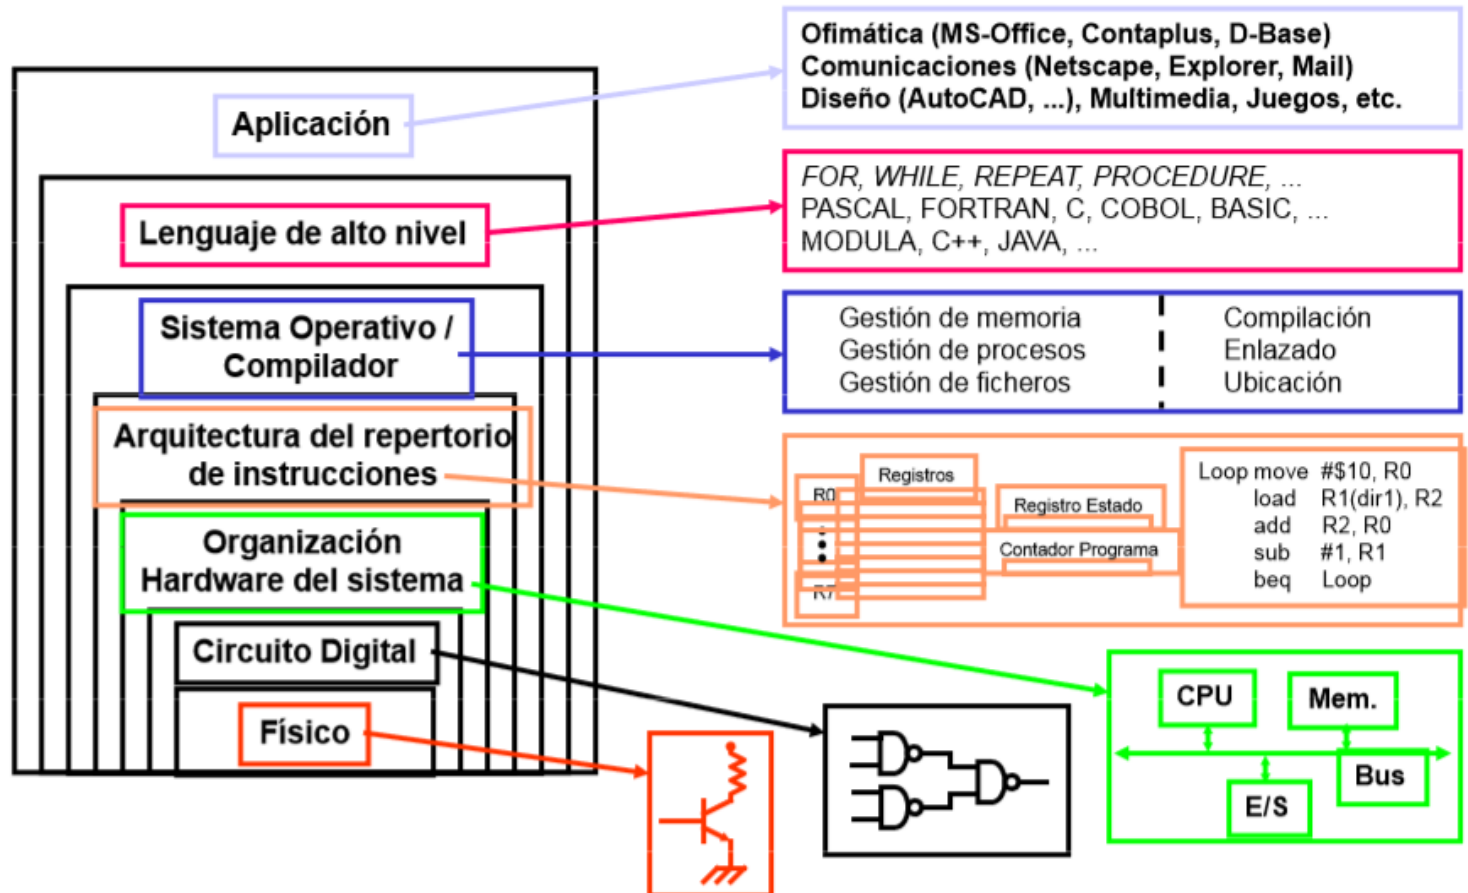 Aplicación
Ofimática (MS-Office, Contaplus, D-Base)
Comunicaciones (Netscape, Explorer, Mail)
Diseño (AutoCAD, ...), Multimedia, Juegos, etc.
Lenguaje de alto nivel
FOR, WHILE, REPEAT, PROCEDURE, ...
PASCAL, FORTRAN, C, COBOL, BASIC, ...
MODULA, C++, JAVA, ...
Sistema Operativo /
Compilador
Gestión de memoria
Gestión de procesos
Gestión de ficheros
Compilación
Enlazado
Ubicación
Arquitectura del repertorio
de instrucciones
Registros
R0
R7
Registro Estado
Contador Programa
Loop move #$10, R0
load R1(dir1), R2
add R2, R0
sub #1, R1
beq Loop
Organización
Hardware del sistema
CPU
Mem.
E/S
Bus
Circuito Digital
Físico